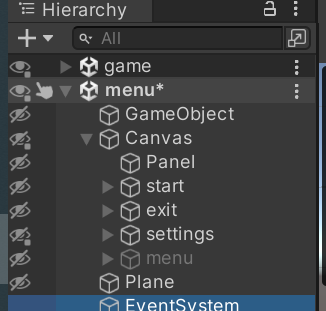 Hierarchy
All
game
menu*
GameObject
Canvas
Panel
start
exit
settings
menu
Plane
EventSystem